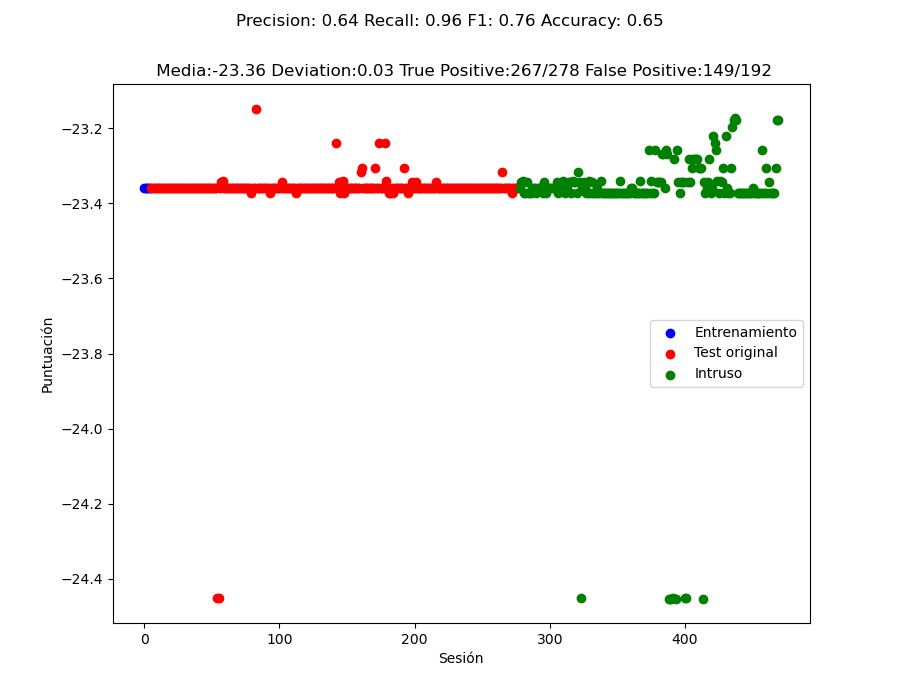 Precision: 0.64 Recall: 0.96 F1: 0.76 Accuracy: 0.65
Media:-23.36 Deviation:0.03 True Positive:267/278 False Positive:149/192
−23.2
−23.4
−23.6
−23.8
−24.0
−24.2
−24.4
Puntuación
Entrenamiento
Test original
Intruso
0 100 200 300 400
Sesión